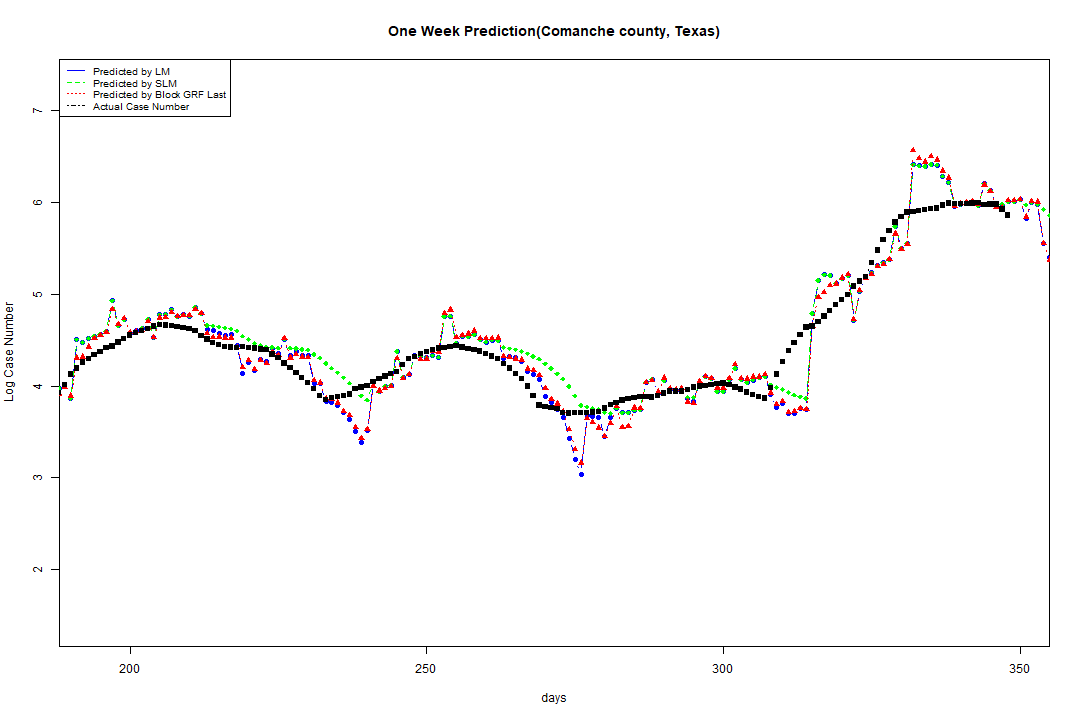 One Week Prediction(Comanche county, Texas)
Predicted by LM
Predicted by SLM
Predicted by Block GRF Last
Actual Case Number
7
6
5
4
3
2
Log Case Number
200
250
300
350
days